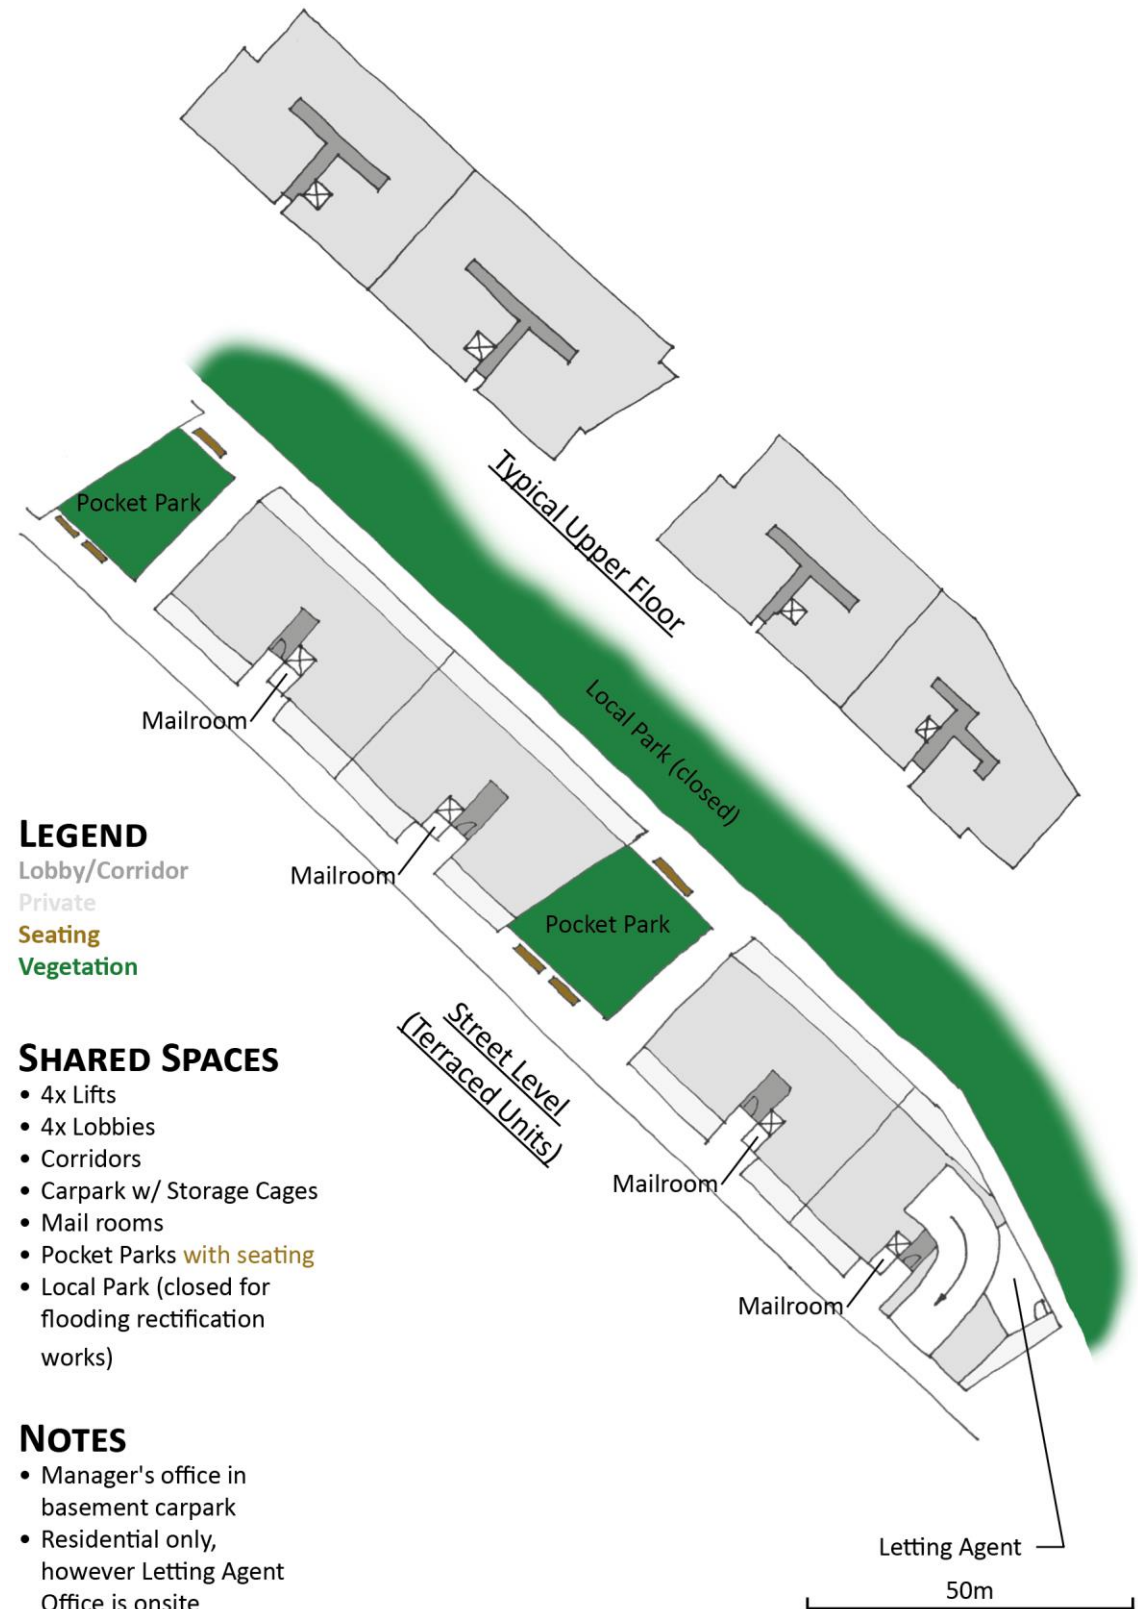 Typical Upper Floor
Pocket Park
Local Park (closed)
Mailroom
Mailroom
Pocket Park
Street Level
(Terraced Units)
Mailroom
Mailroom
Letting Agent
50m
LEGEND
Lobby/Corridor
Private
Seating
Vegetation
SHARED SPACES
• 4x Lifts
• 4x Lobbies
• Corridors
• Carpark w/ Storage Cages
• Mail rooms
• Pocket Parks with seating
• Local Park (closed for
flooding rectification
works)
NOTES
• Manager's office in
basement carpark
• Residential only,
however Letting Agent
Office is onsite